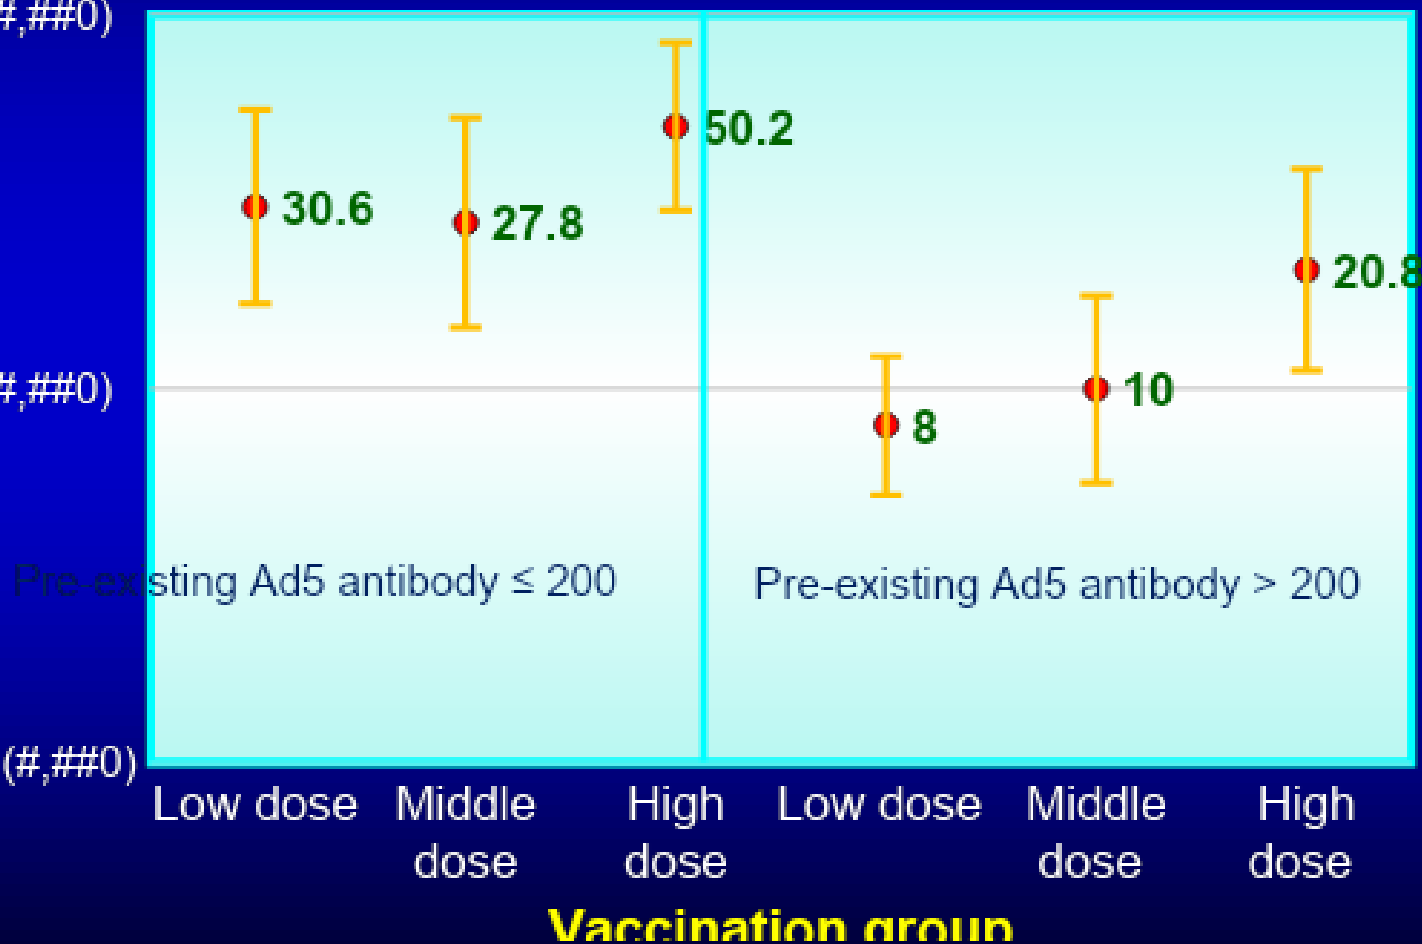 #,##0)
50.2
30.6
27.8
20.8
#,##0)
10
8
Pre-existing Ad5 antibody ≤ 200
Pre-existing Ad5 antibody > 200
(#,##0)
Low dose Middle dose High dose Low dose Middle dose High dose
Vaccination group